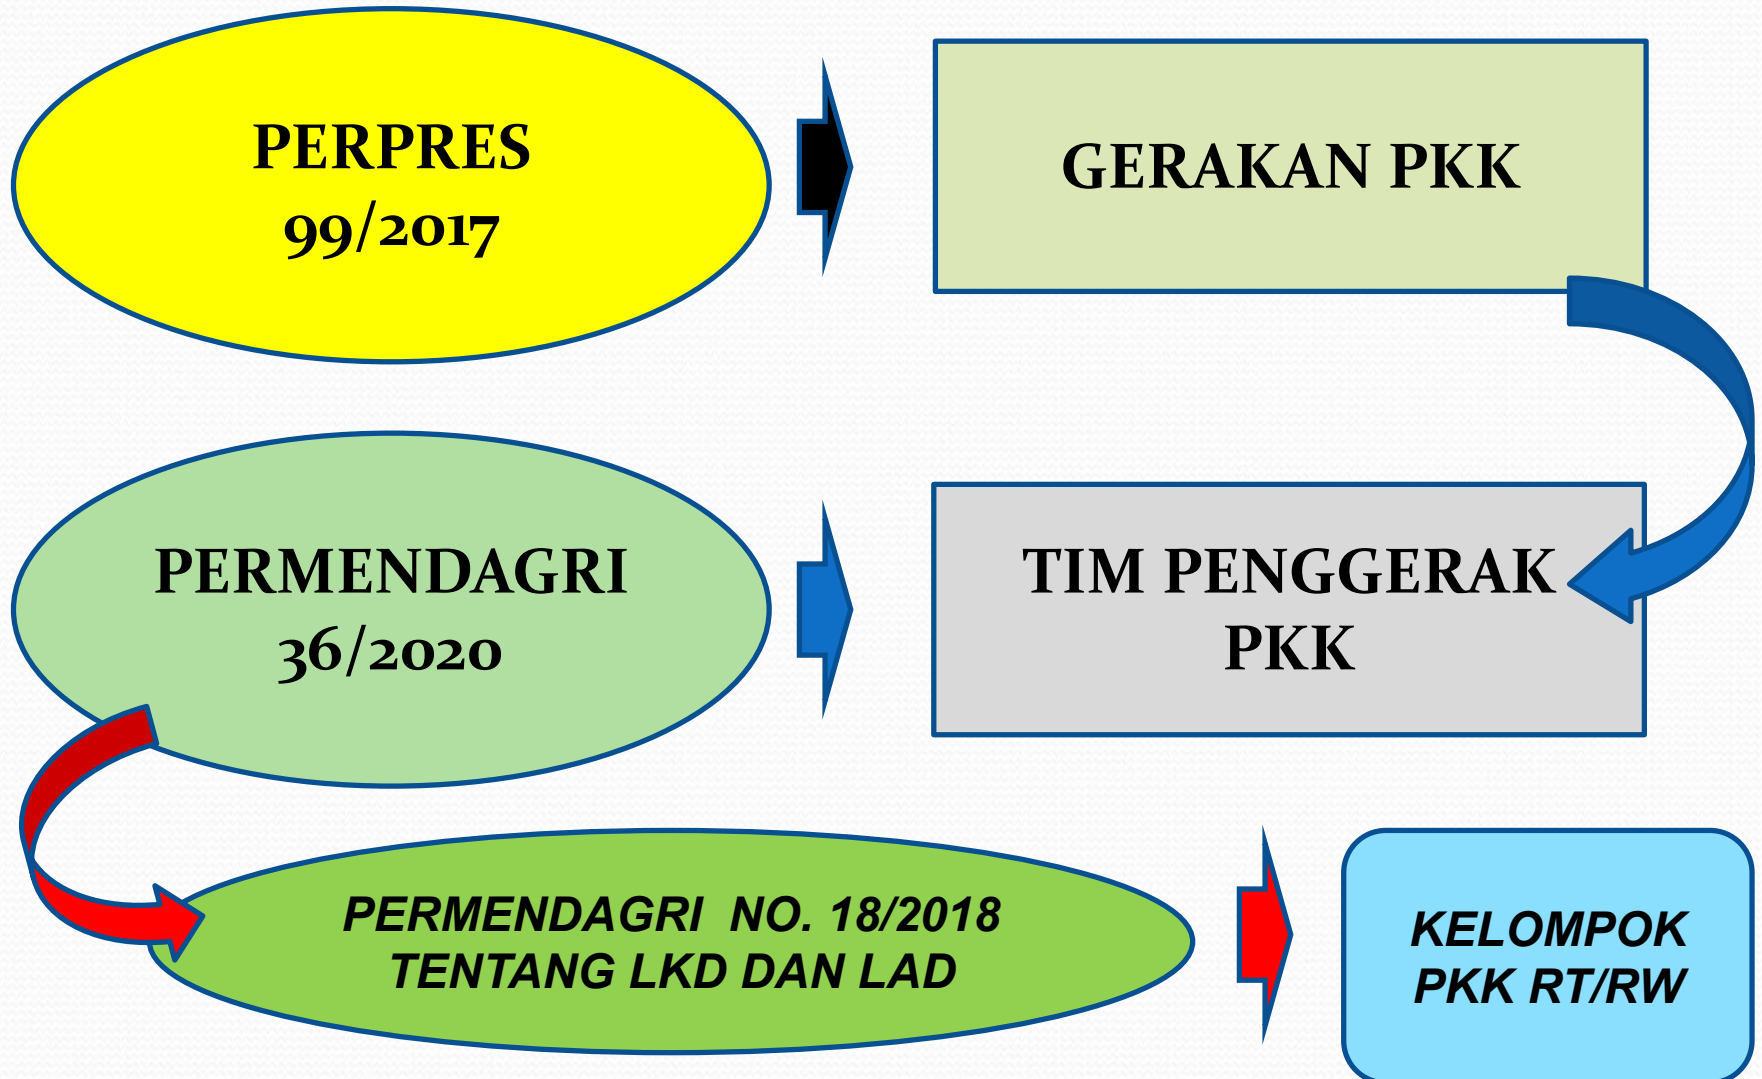 PERPRES
99/2017
GERAKAN PKK
PERMENDAGRI
36/2020
TIM PENGGERAK
PKK
PERMENDAGRI NO. 18/2018
TENTANG LKD DAN LAD
KELOMPOK
PKK RT/RW